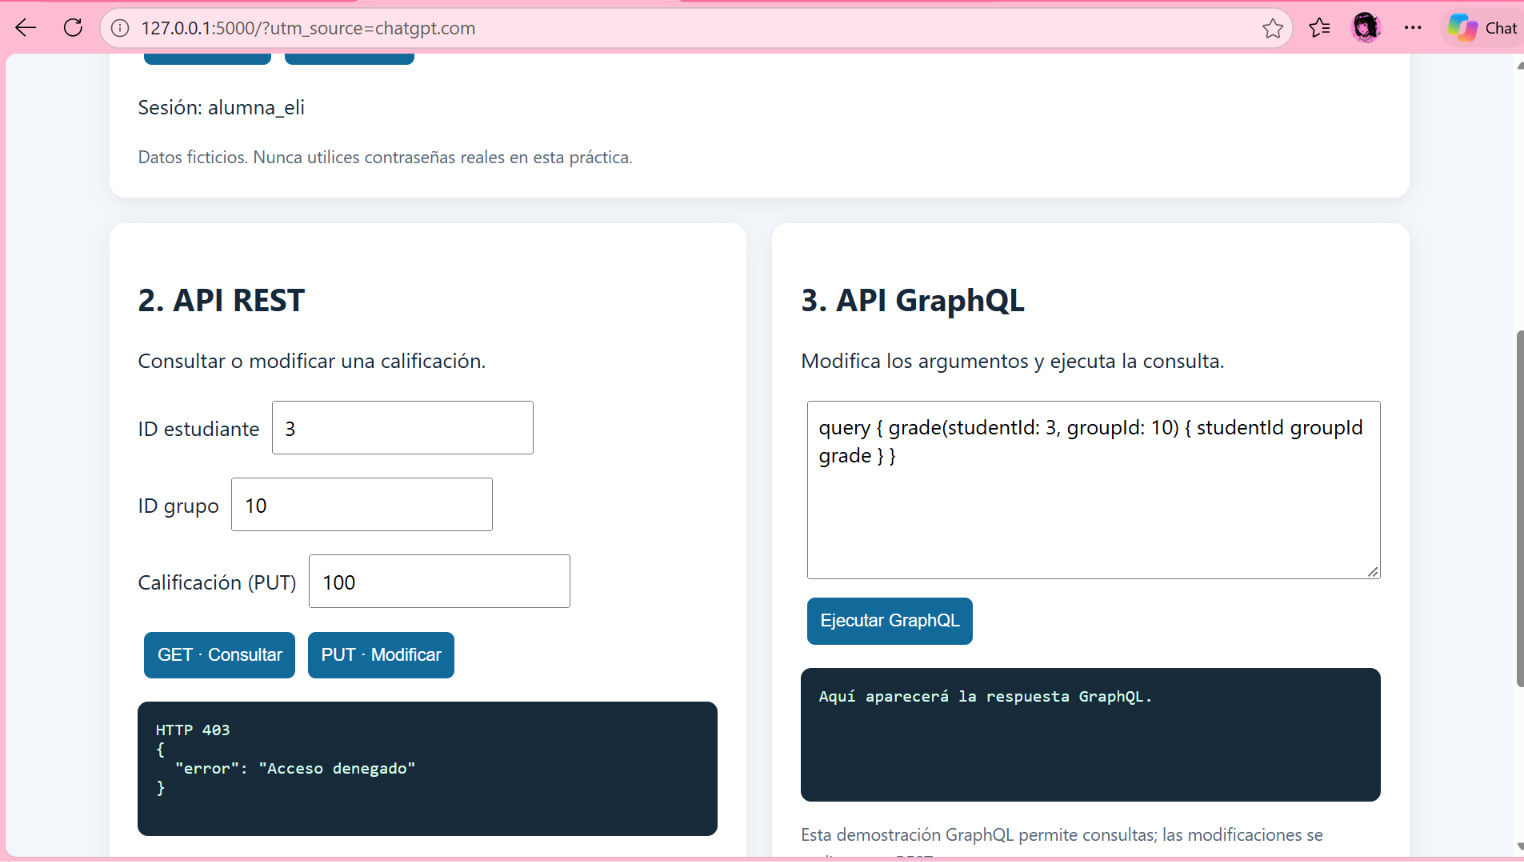 127.0.0.1:5000/?utm_source=chatgpt.com
Chat
Sesión: alumna_eli
Datos ficticios. Nunca utilices contraseñas reales en esta práctica.
2. API REST
Consultar o modificar una calificación.
ID estudiante 3
ID grupo 10
Calificación (PUT) 100
GET · Consultar PUT · Modificar
HTTP 403
{
"error": "Acceso denegado"
}
3. API GraphQL
Modifica los argumentos y ejecuta la consulta.
query { grade(studentId: 3, groupId: 10) { studentId groupId
grade } }
Ejecutar GraphQL
Aquí aparecerá la respuesta GraphQL.
Esta demostración GraphQL permite consultas; las modificaciones se